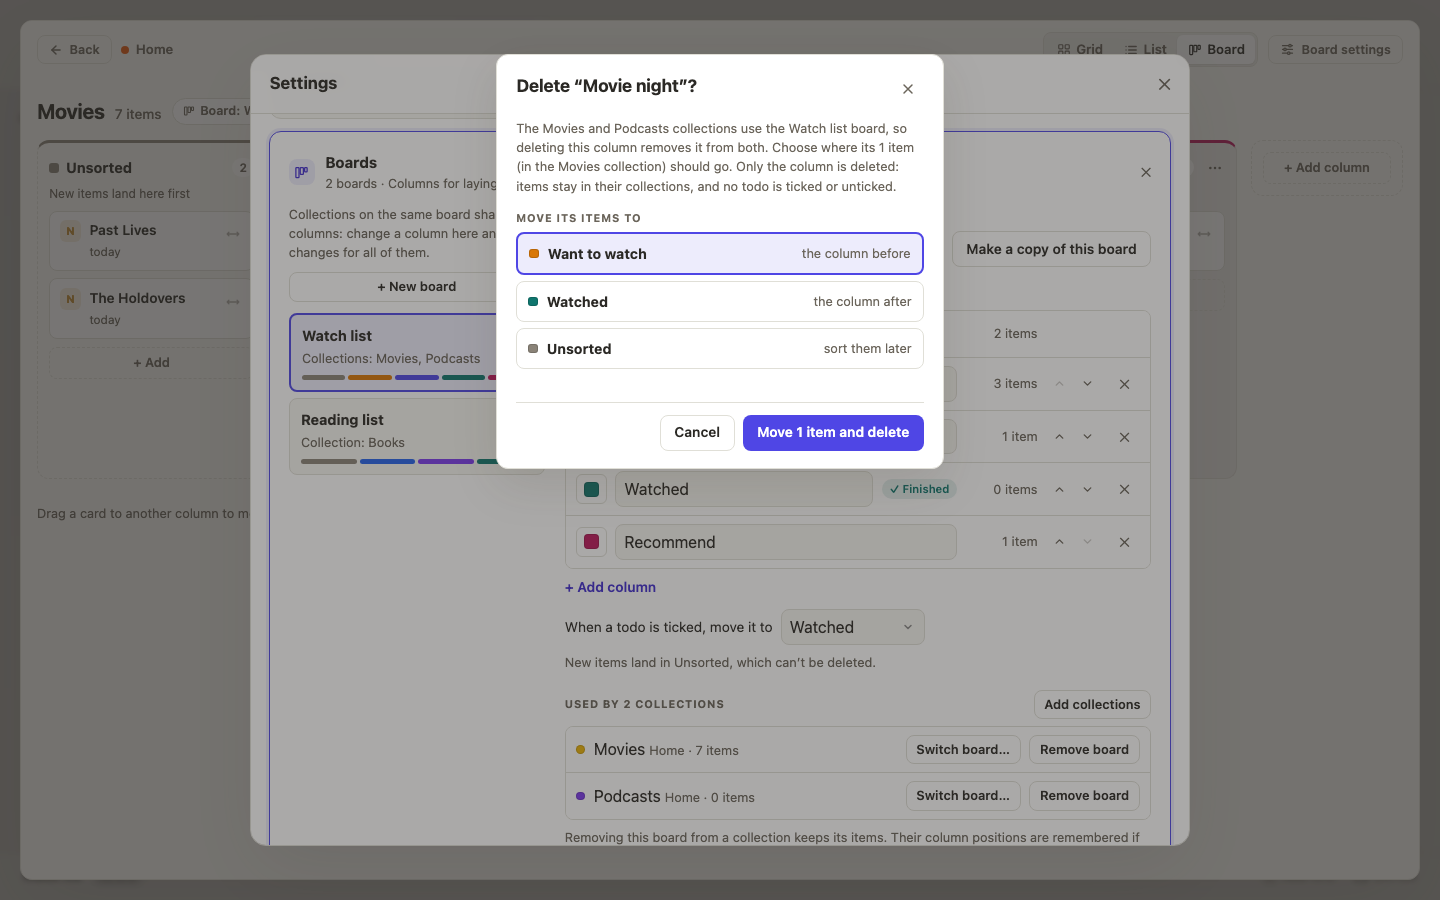 Back
Home
Grid
List
Board
Board settings
Movies 7 items
Board: W
Unsorted 2
New items land here first
N Past Lives
today
N The Holdovers
today
+ Add
Drag a card to another column to m
+ Add column
Settings
Boards
2 boards · Columns for laying
Collections on the same board sha
columns: change a column here an
changes for all of them.
+ New board
Watch list
Collections: Movies, Podcasts
Reading list
Collection: Books
Make a copy of this board
2 items
3 items
1 item
Watched
✓ Finished
0 items
Recommend
1 item
+ Add column
When a todo is ticked, move it to Watched
New items land in Unsorted, which can’t be deleted.
USED BY 2 COLLECTIONS
Add collections
Movies Home · 7 items
Switch board...
Remove board
Podcasts Home · 0 items
Switch board...
Remove board
Removing this board from a collection keeps its items. Their column positions are remembered if
Delete “Movie night”?
The Movies and Podcasts collections use the Watch list board, so
deleting this column removes it from both. Choose where its 1 item
(in the Movies collection) should go. Only the column is deleted:
items stay in their collections, and no todo is ticked or unticked.
MOVE ITS ITEMS TO
Want to watch the column before
Watched the column after
Unsorted sort them later
Cancel
Move 1 item and delete